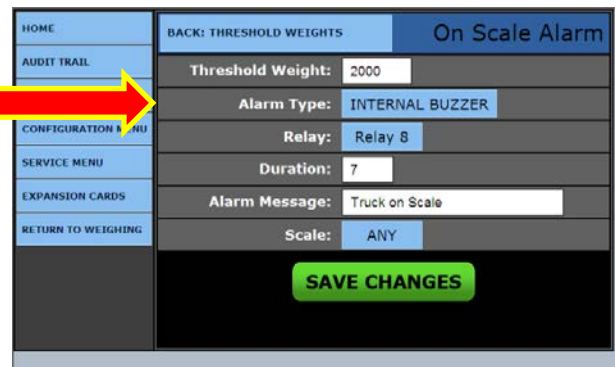 HOME
BACK: THRESHOLD WEIGHTS
On Scale Alarm
AUDIT TRAIL
Threshold Weight: 2000
Alarm Type: INTERNAL BUZZER
CONFIGURATION MENU
Relay: Relay 8
SERVICE MENU
Duration: 7
EXPANSION CARDS
Alarm Message: Truck on Scale
RETURN TO WEIGHING
Scale: ANY
SAVE CHANGES